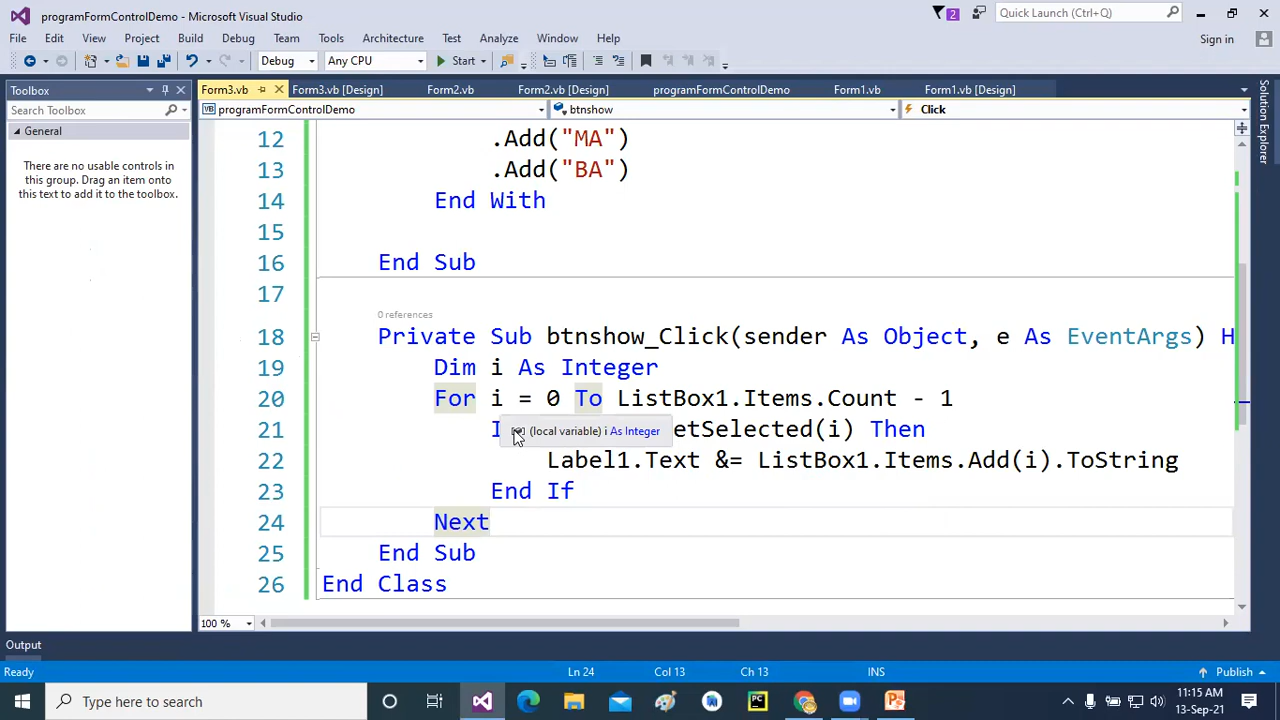 programFormControlDemo - Microsoft Visual Studio
2
Quick Launch (Ctrl+Q)
File Edit View Project Build Debug Team Tools Architecture Test Analyze Window Help
Sign in
Debug Any CPU Start
Toolbox
Search Toolbox
General
There are no usable controls in
this group. Drag an item onto
this text to add it to the toolbox.
Form3.vb Form3.vb [Design] Form2.vb Form2.vb [Design] programFormControlDemo Form1.vb Form1.vb [Design]
VB programFormControlDemo btnshow Click
Solution Explorer
12 .Add("MA")
13 .Add("BA")
14 End With
15
16 End Sub
17
0 references
18 Private Sub btnshow_Click(sender As Object, e As EventArgs) H
19 Dim i As Integer
20 For i = 0 To ListBox1.Items.Count - 1
21 I (local variable) i As Integer etSelected(i) Then
22 Label1.Text &= ListBox1.Items.Add(i).ToString
23 End If
24 Next
25 End Sub
26 End Class
100 %
Output
Ready Ln 24 Col 13 Ch 13 INS Publish
Type here to search PC P 11:15 AM
13-Sep-21